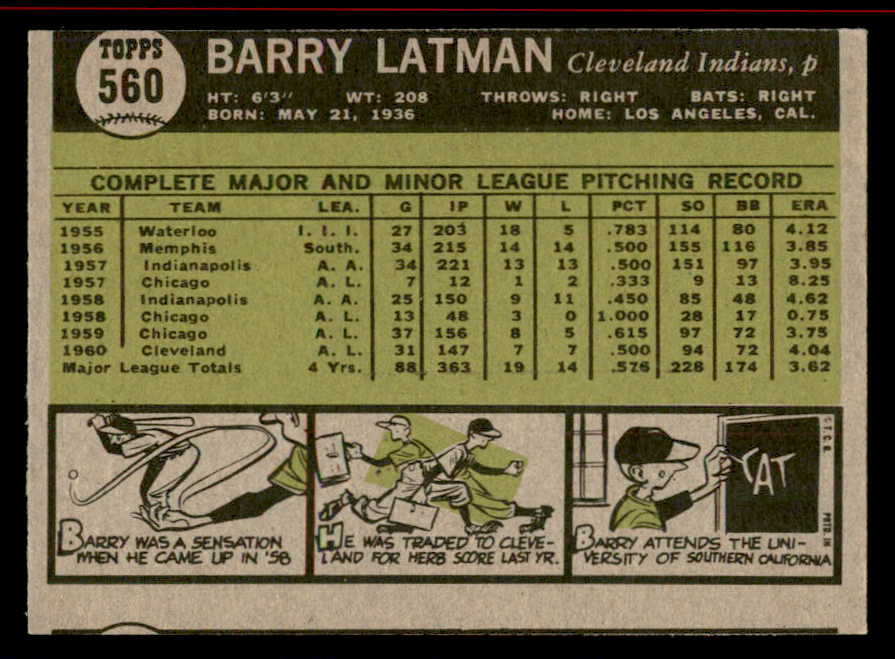 TOPPS
560
BARRY LATMAN Cleveland Indians, p
HT: 6'3" WT: 208 THROWS: RIGHT BATS: RIGHT
BORN: MAY 21, 1936 HOME: LOS ANGELES, CAL.
COMPLETE MAJOR AND MINOR LEAGUE PITCHING RECORD
YEAR TEAM LEA. G IP W L PCT SO BB ERA
1955 Waterloo I. I. I. 27 203 18 5 .783 114 80 4.12
1956 Memphis South. 34 215 14 14 .500 155 116 3.85
1957 Indianapolis A. A. 34 221 13 13 .500 151 97 3.95
1957 Chicago A. L. 7 12 1 2 .333 9 13 8.25
1958 Indianapolis A. A. 25 150 9 11 .450 85 48 4.62
1958 Chicago A. L. 13 48 3 0 1.000 28 17 0.75
1959 Chicago A. L. 37 156 8 5 .615 97 72 3.75
1960 Cleveland A. L. 31 147 7 7 .500 94 72 4.04
Major League Totals 4 Yrs. 88 363 19 14 .576 228 174 3.62
BARRY WAS A SENSATION
WHEN HE CAME UP IN '58
HE WAS TRADED TO CLEVE-
LAND FOR HERB SCORE LAST YR.
CAT
BARRY ATTENDS THE UNI-
VERSITY OF SOUTHERN CALIFORNIA
© T. C. G.
PRTD IN